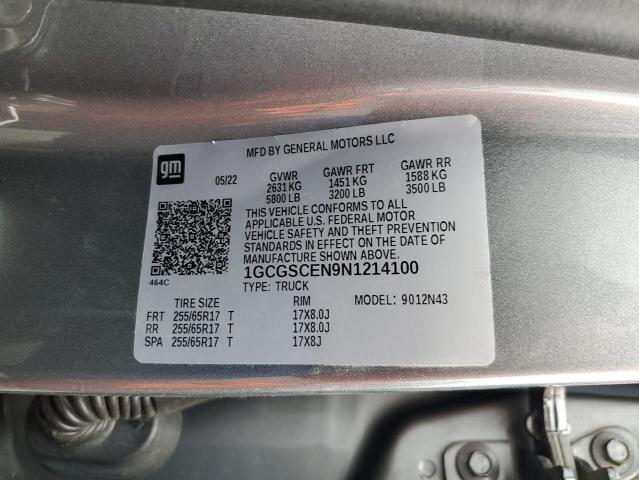 MFD BY GENERAL MOTORS LLC
gm
05/22 GVWR GAWR FRT GAWR RR
2631 KG 1451 KG 1588 KG
5800 LB 3200 LB 3500 LB
THIS VEHICLE CONFORMS TO ALL
APPLICABLE U.S. FEDERAL MOTOR
VEHICLE SAFETY AND THEFT PREVENTION
STANDARDS IN EFFECT ON THE DATE OF
MANUFACTURE SHOWN ABOVE.
464C
1GCGSCEN9N1214100
TYPE: TRUCK
TIRE SIZE RIM MODEL: 9012N43
FRT 255/65R17 T 17X8.0J
RR 255/65R17 T 17X8.0J
SPA 255/65R17 T 17X8J